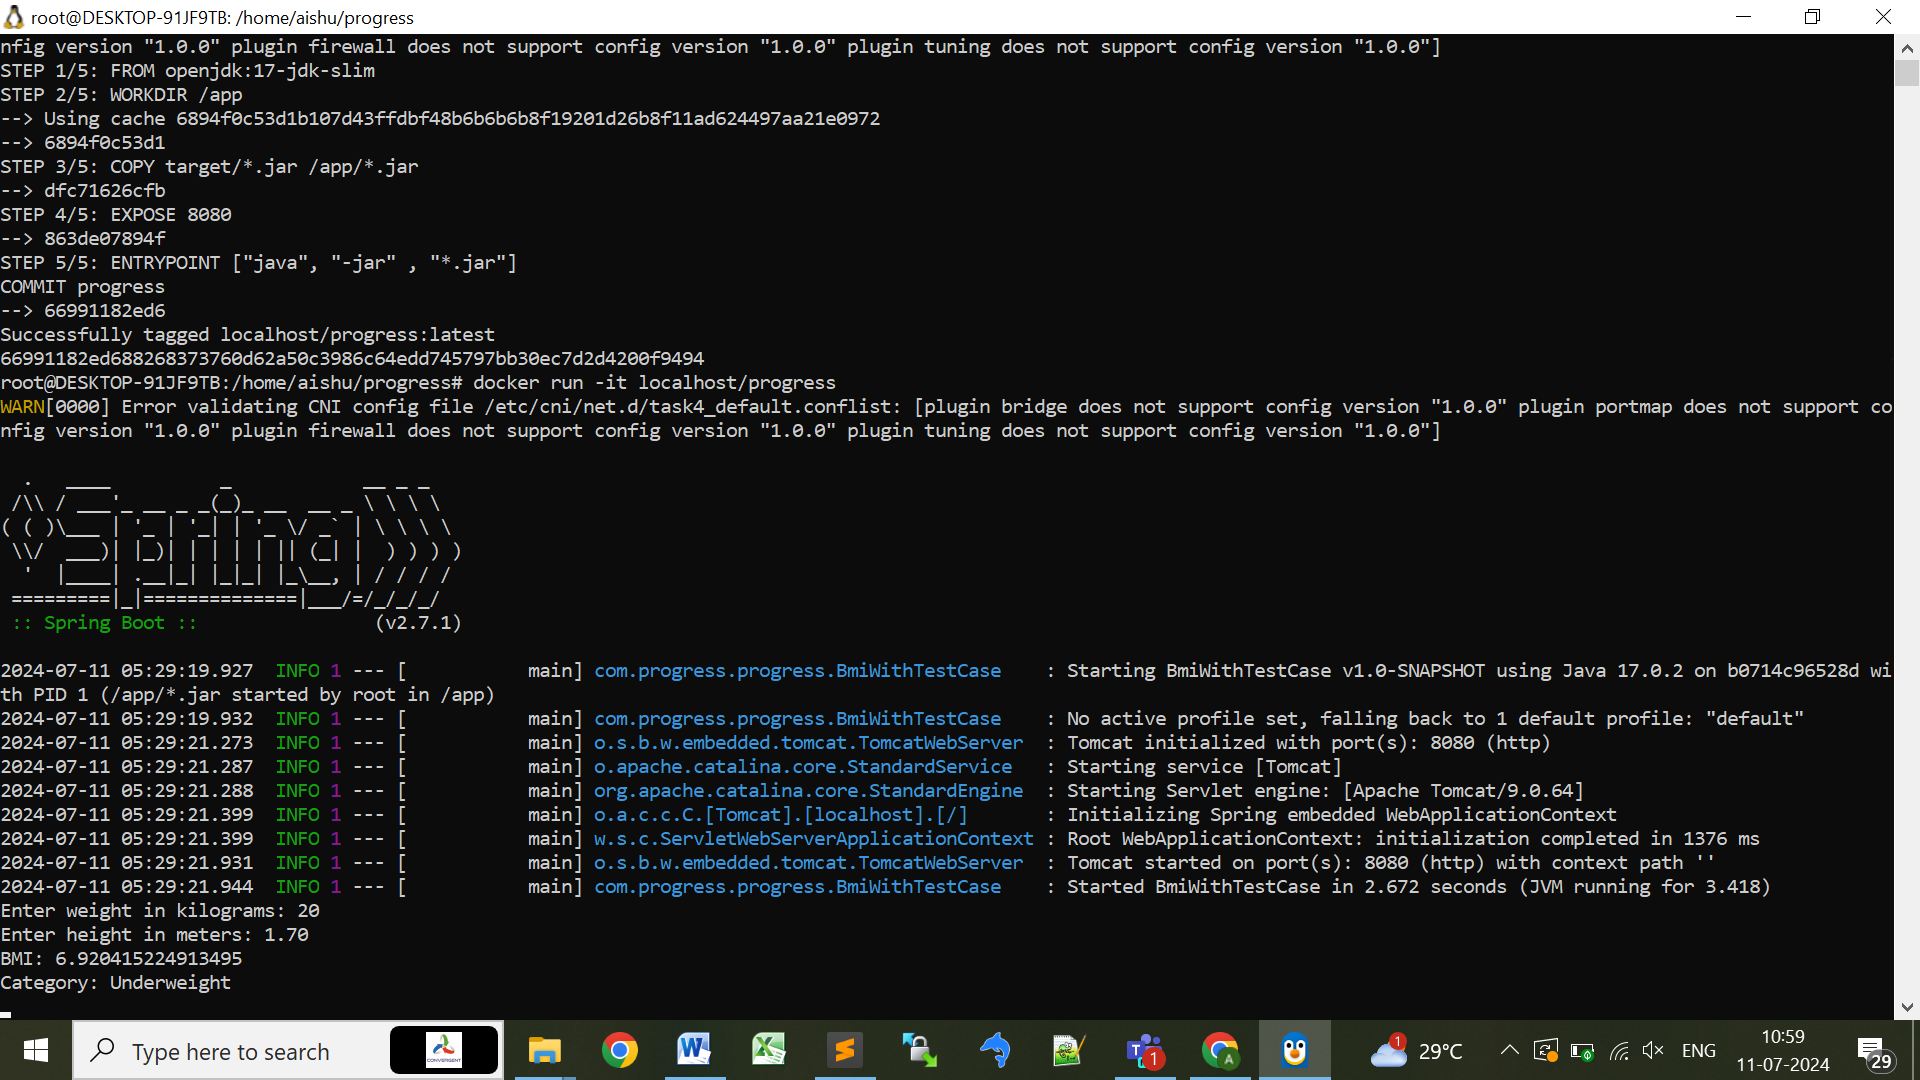 root@DESKTOP-91JF9TB: /home/aishu/progress
nfig version "1.0.0" plugin firewall does not support config version "1.0.0" plugin tuning does not support config version "1.0.0"]
STEP 1/5: FROM openjdk:17-jdk-slim
STEP 2/5: WORKDIR /app
--> Using cache 6894f0c53d1b107d43ffdbf48b6b6b6b8f19201d26b8f11ad624497aa21e0972
--> 6894f0c53d1
STEP 3/5: COPY target/*.jar /app/*.jar
--> dfc71626cfb
STEP 4/5: EXPOSE 8080
--> 863de07894f
STEP 5/5: ENTRYPOINT ["java", "-jar" , "*.jar"]
COMMIT progress
--> 66991182ed6
Successfully tagged localhost/progress:latest
66991182ed688268373760d62a50c3986c64edd745797bb30ec7d2d4200f9494
root@DESKTOP-91JF9TB:/home/aishu/progress# docker run -it localhost/progress
WARN[0000] Error validating CNI config file /etc/cni/net.d/task4_default.conflist: [plugin bridge does not support config version "1.0.0" plugin portmap does not support co
nfig version "1.0.0" plugin firewall does not support config version "1.0.0" plugin tuning does not support config version "1.0.0"]
Spring
:: Spring Boot :: (v2.7.1)
2024-07-11 05:29:19.927 INFO 1 --- [ main] com.progress.progress.BmiWithTestCase : Starting BmiWithTestCase v1.0-SNAPSHOT using Java 17.0.2 on b0714c96528d wi
th PID 1 (/app/*.jar started by root in /app)
2024-07-11 05:29:19.932 INFO 1 --- [ main] com.progress.progress.BmiWithTestCase : No active profile set, falling back to 1 default profile: "default"
2024-07-11 05:29:21.273 INFO 1 --- [ main] o.s.b.w.embedded.tomcat.TomcatWebServer : Tomcat initialized with port(s): 8080 (http)
2024-07-11 05:29:21.287 INFO 1 --- [ main] o.apache.catalina.core.StandardService : Starting service [Tomcat]
2024-07-11 05:29:21.288 INFO 1 --- [ main] org.apache.catalina.core.StandardEngine : Starting Servlet engine: [Apache Tomcat/9.0.64]
2024-07-11 05:29:21.399 INFO 1 --- [ main] o.a.c.c.C.[Tomcat].[localhost].[/] : Initializing Spring embedded WebApplicationContext
2024-07-11 05:29:21.399 INFO 1 --- [ main] w.s.c.ServletWebServerApplicationContext : Root WebApplicationContext: initialization completed in 1376 ms
2024-07-11 05:29:21.931 INFO 1 --- [ main] o.s.b.w.embedded.tomcat.TomcatWebServer : Tomcat started on port(s): 8080 (http) with context path ''
2024-07-11 05:29:21.944 INFO 1 --- [ main] com.progress.progress.BmiWithTestCase : Started BmiWithTestCase in 2.672 seconds (JVM running for 3.418)
Enter weight in kilograms: 20
Enter height in meters: 1.70
BMI: 6.920415224913495
Category: Underweight
Type here to search
CONVERGENT
1
A
1
29°C
ENG
10:59
11-07-2024
29